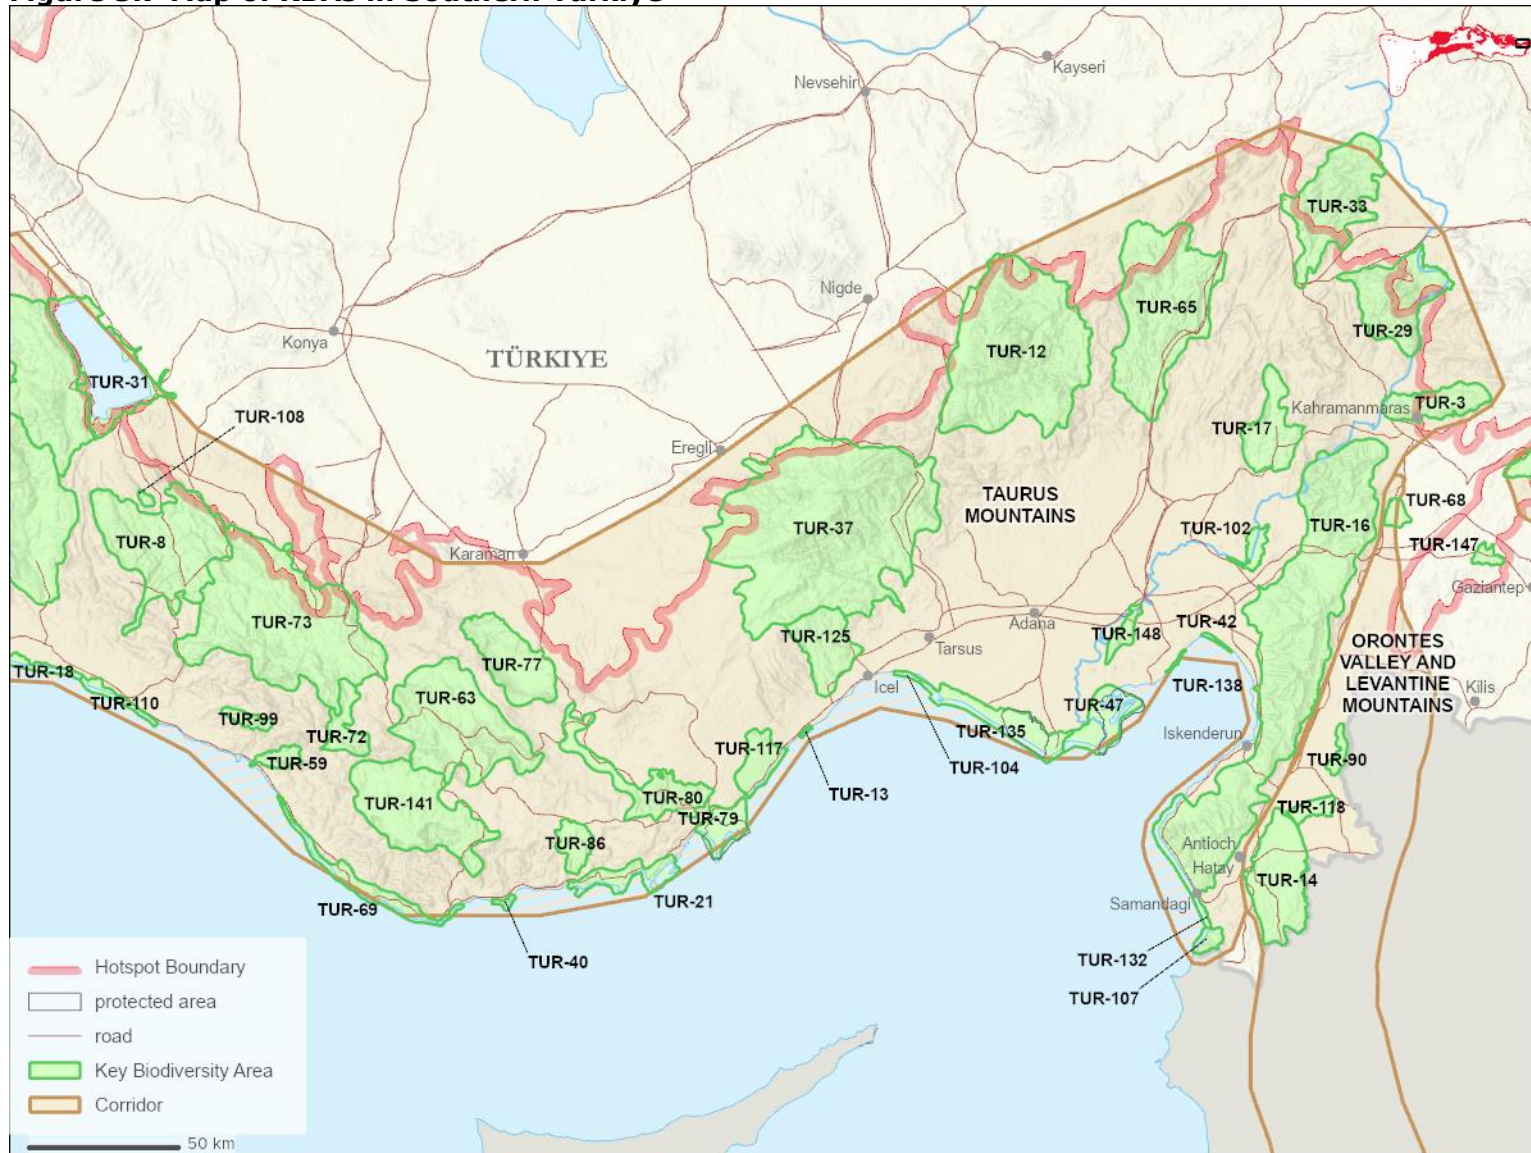 Kayseri
Nevsehir
TUR-33
Nigde
TUR-65
TUR-29
Konya
TÜRKIYE
TUR-12
TUR-31
TUR-3
Kahramanmaras
TUR-108
TUR-17
Eregli
TAURUS
MOUNTAINS
TUR-68
TUR-37
TUR-102
TUR-16
TUR-8
TUR-147
Karaman
Gaziantep
TUR-73
Adana
TUR-42
TUR-125
TUR-148
Tarsus
ORONTES
VALLEY AND
LEVANTINE
MOUNTAINS
TUR-77
TUR-18
Icel
TUR-138
Kilis
TUR-63
TUR-110
TUR-47
TUR-99
TUR-135
Iskenderun
TUR-72
TUR-117
TUR-59
TUR-90
TUR-104
TUR-13
TUR-80
TUR-141
TUR-118
TUR-79
TUR-86
Antioch
Hatay
TUR-14
TUR-21
Samandagi
TUR-69
TUR-132
TUR-40
TUR-107
Hotspot Boundary
protected area
road
Key Biodiversity Area
Corridor
50 km